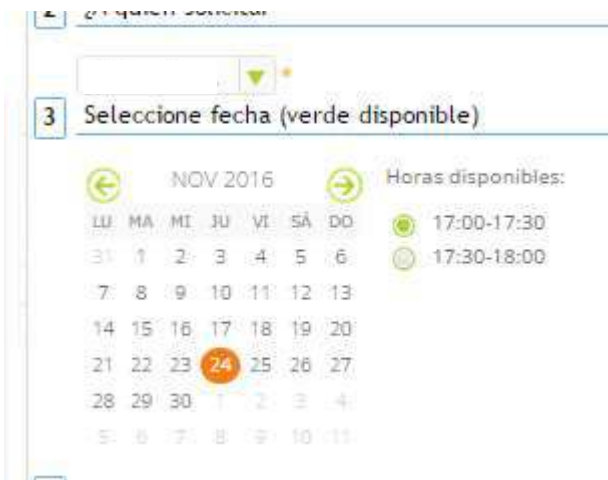 2 ¿A quién solicitar
*
3 Seleccione fecha (verde disponible)
NOV 2016
LU MA MI JU VI SÁ DO
31 1 2 3 4 5 6
7 8 9 10 11 12 13
14 15 16 17 18 19 20
21 22 23 24 25 26 27
28 29 30 1 2 3 4
5 6 7 8 9 10 11
Horas disponibles:
17:00-17:30
17:30-18:00